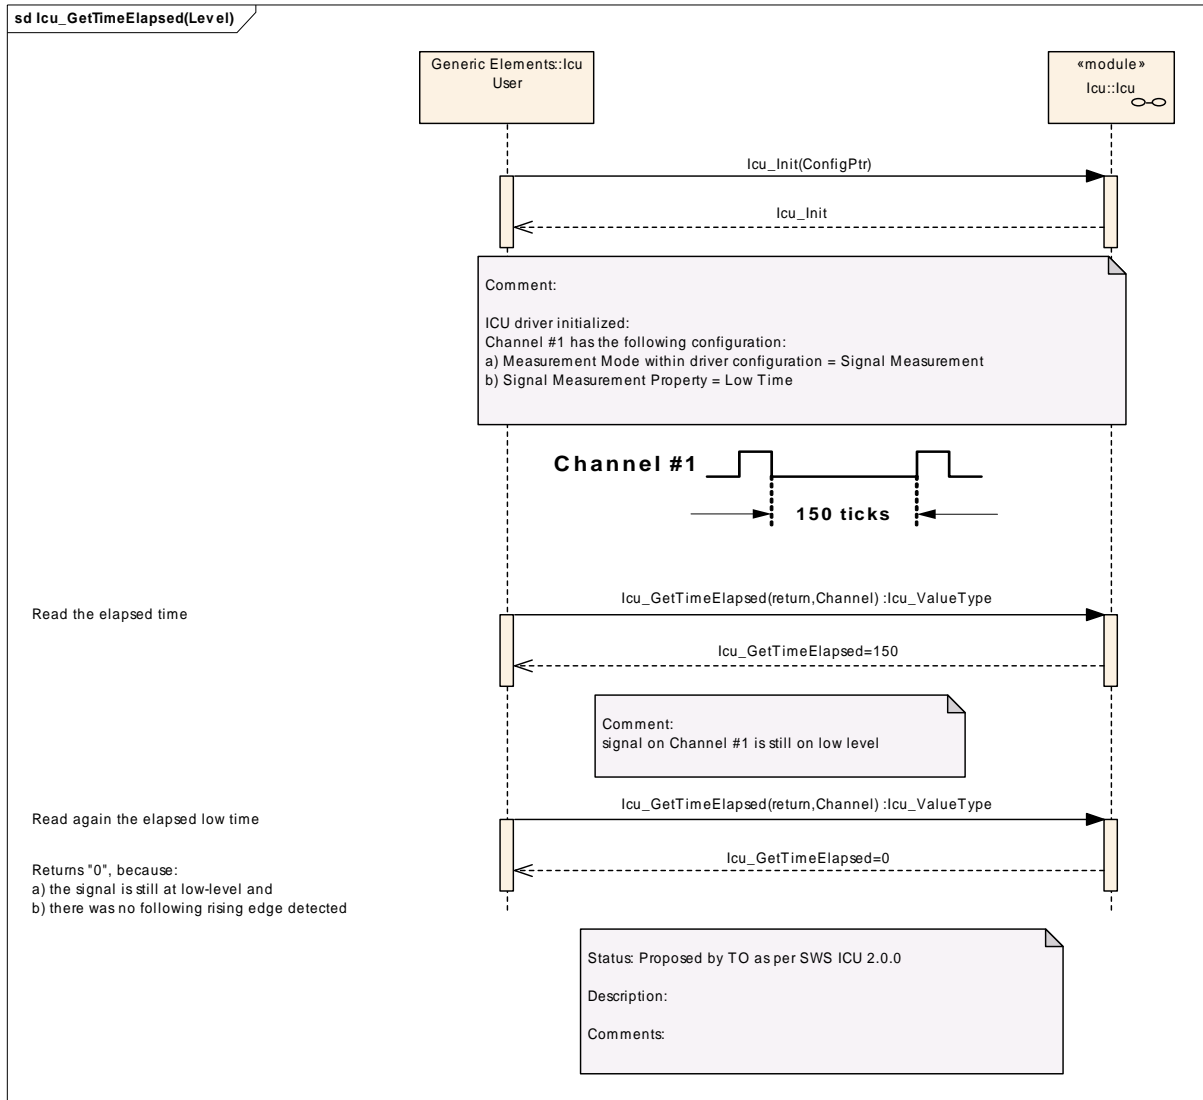 sd Icu_GetTimeElapsed(Level)
Generic Elements::Icu
User
«module»
Icu::Icu
Icu_Init(ConfigPtr)
Icu_Init
Comment:
ICU driver initialized:
Channel #1 has the following configuration:
a) Measurement Mode within driver configuration = Signal Measurement
b) Signal Measurement Property = Low Time
Channel #1
150 ticks
Read the elapsed time
Icu_GetTimeElapsed(return,Channel) :Icu_ValueType
Icu_GetTimeElapsed=150
Comment:
signal on Channel #1 is still on low level
Read again the elapsed low time
Icu_GetTimeElapsed(return,Channel) :Icu_ValueType
Icu_GetTimeElapsed=0
Returns "0", because:
a) the signal is still at low-level and
b) there was no following rising edge detected
Status: Proposed by TO as per SWS ICU 2.0.0
Description:
Comments: